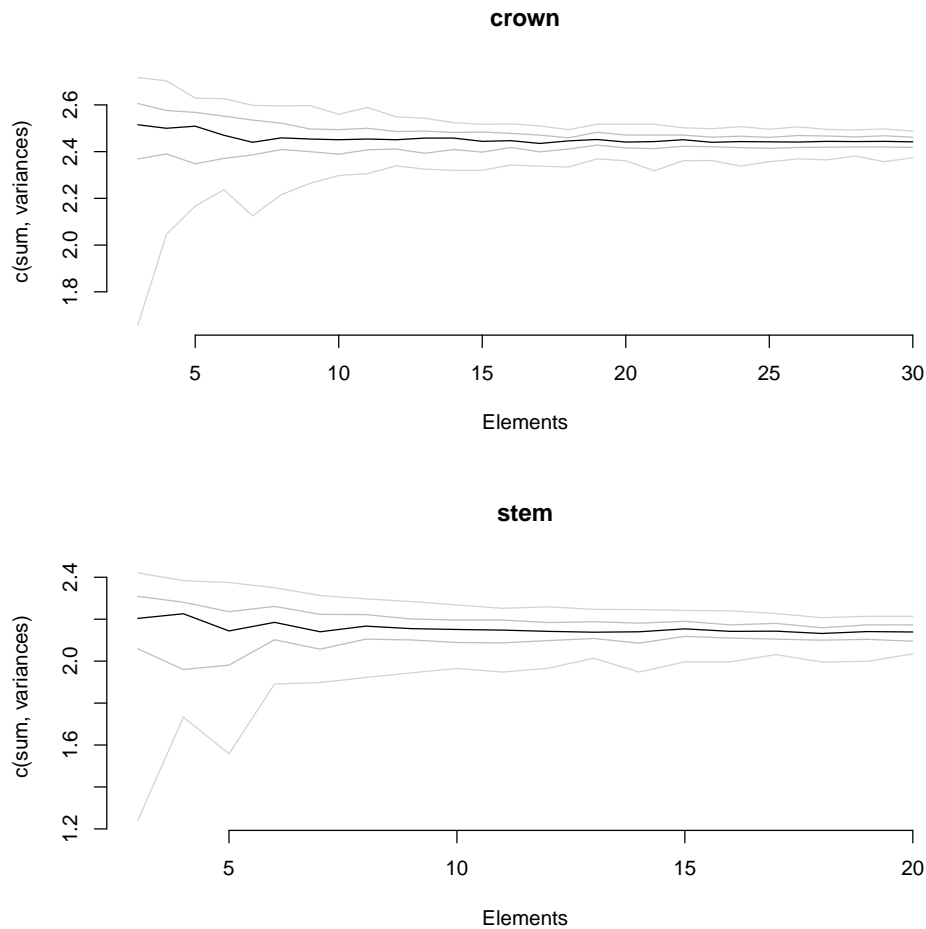 crown
c(sum, variances)
2.6
2.4
2.2
2.0
1.8
5 10 15 20 25 30
Elements
stem
c(sum, variances)
2.4
2.0
1.6
1.2
5 10 15 20
Elements